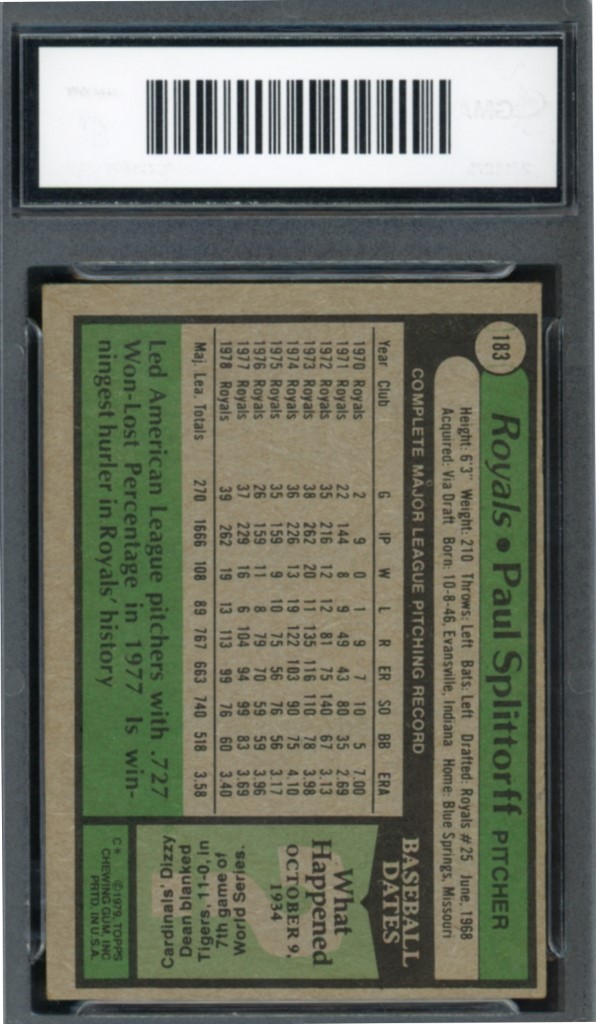 183
Royals • Paul Splittorff PITCHER
Height: 6'3" Weight: 210 Throws: Left Bats: Left Drafted: Royals #25 June, 1968
Acquired: Via Draft Born: 10-8-46, Evansville, Indiana Home: Blue Springs, Missouri
COMPLETE MAJOR LEAGUE PITCHING RECORD
Year Club G IP W L R ER SO BB ERA
1970 Royals 2 9 0 1 9 7 10 5 7.00
1971 Royals 22 144 8 9 49 43 80 35 2.69
1972 Royals 35 216 12 12 81 75 140 67 3.13
1973 Royals 38 262 20 11 135 116 110 78 3.98
1974 Royals 36 226 13 19 122 103 90 75 4.10
1975 Royals 35 159 9 10 75 56 76 56 3.17
1976 Royals 26 159 11 8 79 70 59 59 3.96
1977 Royals 37 229 16 6 104 94 99 83 3.69
1978 Royals 39 262 19 13 113 99 76 60 3.40
Maj. Lea. Totals 270 1666 108 89 767 663 740 518 3.58
Led American League pitchers with .727
Won-Lost Percentage in 1977 Is win-
ningest hurler in Royals' history
BASEBALL
DATES
What
Happened
OCTOBER 9,
1934
Cardinals, Dizzy
Dean blanked
Tigers, 11-0, in
7th game of
World Series.
C* ©1979, TOPPS
CHEWING GUM, INC
PRTD. IN U.S.A.